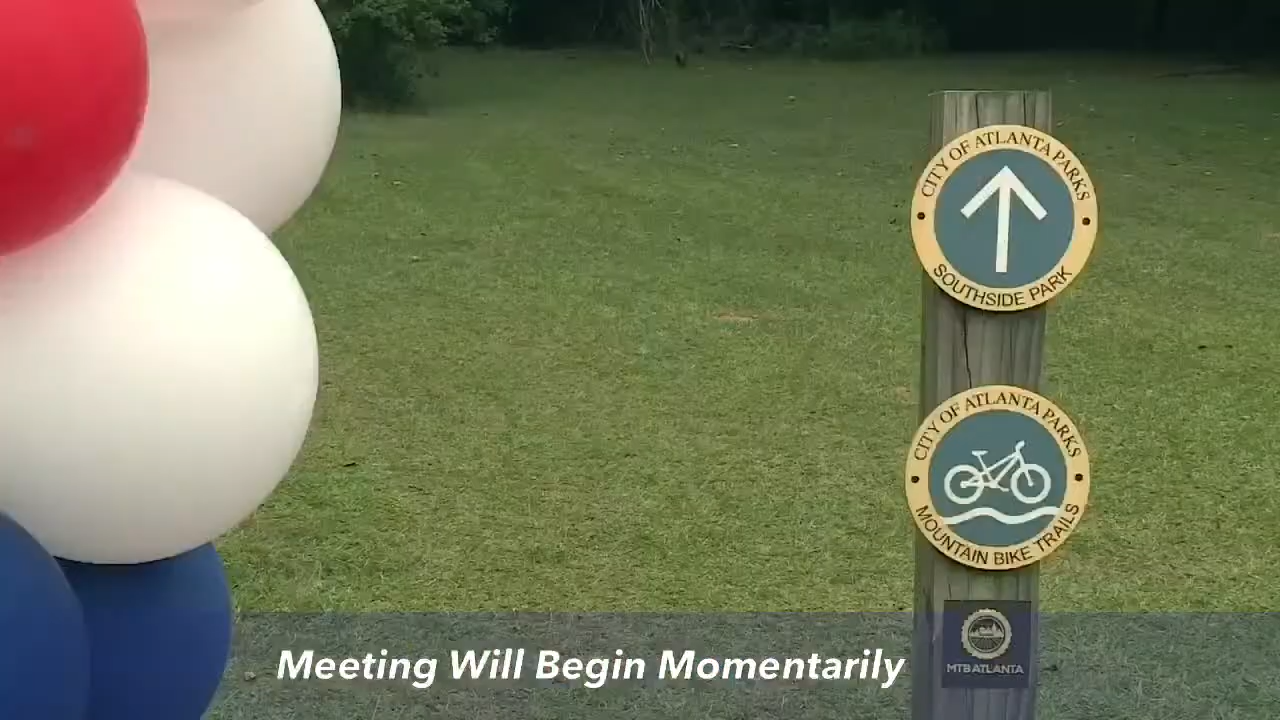 CITY OF ATLANTA PARKS
SOUTHSIDE PARK
CITY OF ATLANTA PARKS
MOUNTAIN BIKE TRAILS
MTB ATLANTA
Meeting Will Begin Momentarily